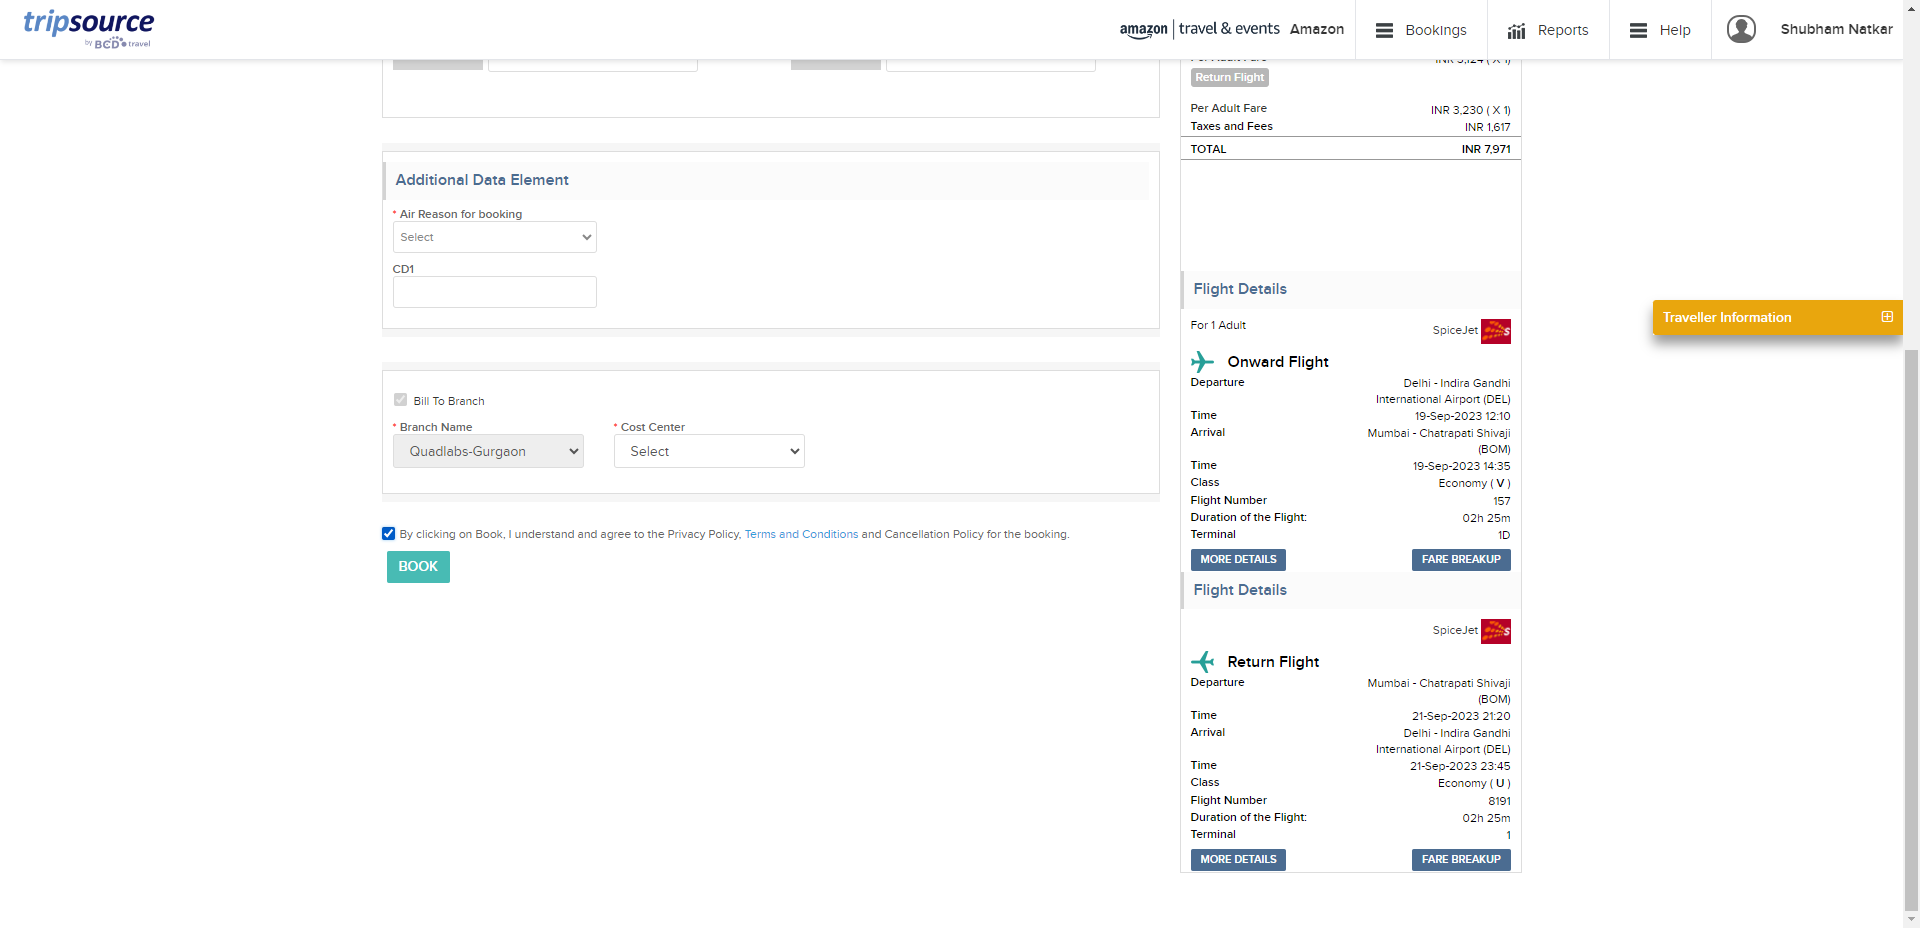 tripsource
by BCD travel
amazon | travel & events Amazon
Bookings
Reports
Help
Shubham Natkar
Return Flight
Per Adult Fare INR 3,230 ( X 1)
Taxes and Fees INR 1,617
TOTAL INR 7,971
Additional Data Element
* Air Reason for booking
Select
CD1
Bill To Branch
* Branch Name * Cost Center
Quadlabs-Gurgaon Select
By clicking on Book, I understand and agree to the Privacy Policy, Terms and Conditions and Cancellation Policy for the booking.
BOOK
Flight Details
For 1 Adult SpiceJet
Onward Flight
Departure Delhi - Indira Gandhi
International Airport (DEL)
Time 19-Sep-2023 12:10
Arrival Mumbai - Chatrapati Shivaji
(BOM)
Time 19-Sep-2023 14:35
Class Economy ( V )
Flight Number 157
Duration of the Flight: 02h 25m
Terminal 1D
MORE DETAILS FARE BREAKUP
Flight Details
SpiceJet
Return Flight
Departure Mumbai - Chatrapati Shivaji
(BOM)
Time 21-Sep-2023 21:20
Arrival Delhi - Indira Gandhi
International Airport (DEL)
Time 21-Sep-2023 23:45
Class Economy ( U )
Flight Number 8191
Duration of the Flight: 02h 25m
Terminal 1
MORE DETAILS FARE BREAKUP
Traveller Information